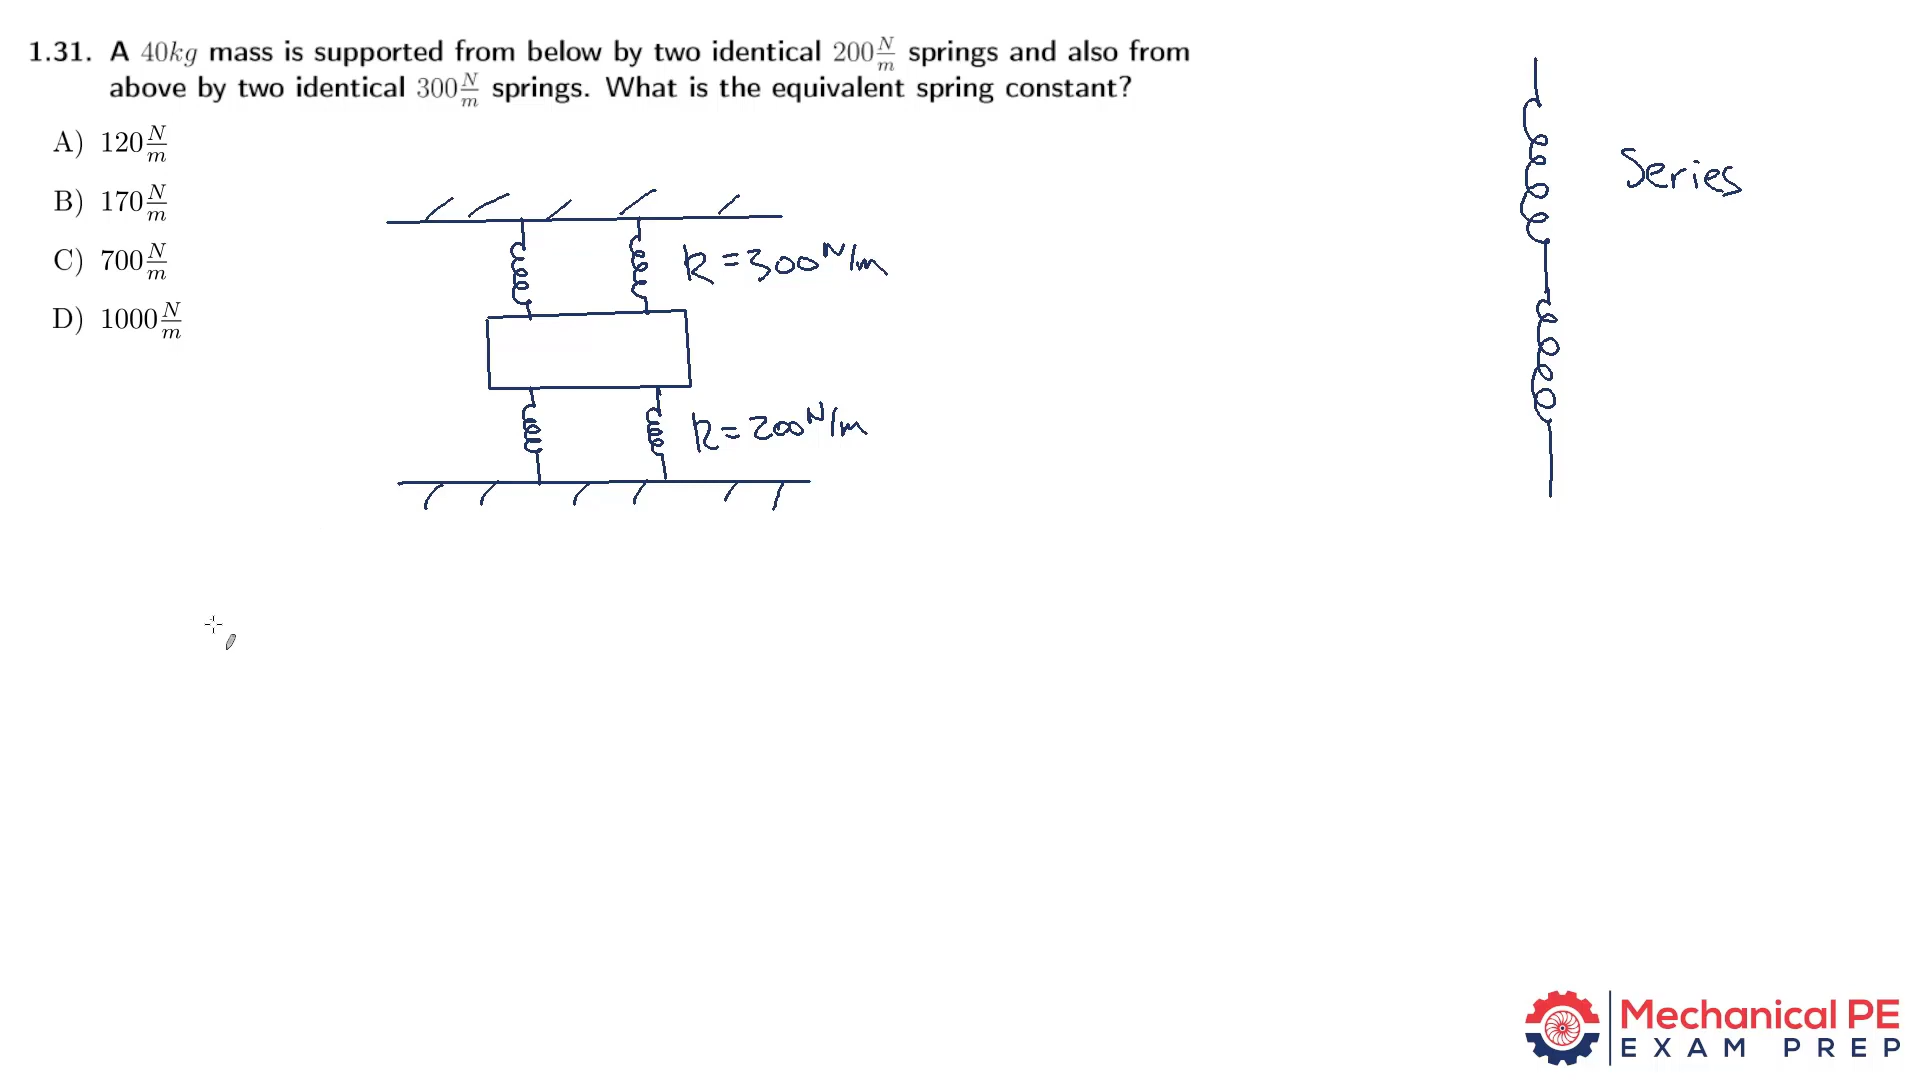 1.31. A 40kg mass is supported from below by two identical 200 N/m springs and also from
above by two identical 300 N/m springs. What is the equivalent spring constant?
A) 120 N/m
B) 170 N/m
C) 700 N/m
D) 1000 N/m
k = 300 N/m
k = 200 N/m
Series
Mechanical PE
EXAM PREP